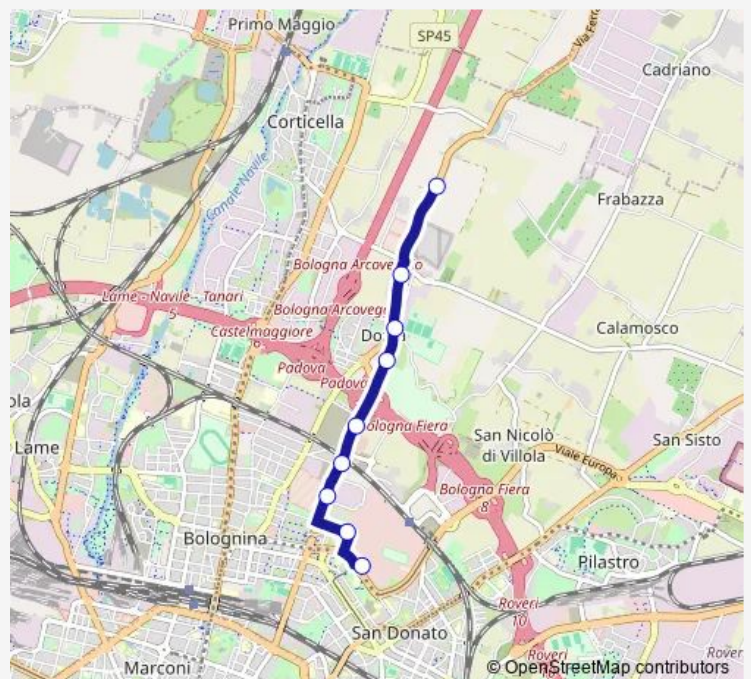 Primo Maggio
SP45
Via Ferra
Cadriano
Corticella
Canale Navile
Frabazza
Bologna Arcoveggio
Lame - Navile - Tanari
5
Bologna Arcoveggio
Castelmaggiore
6
Calamosco
Padova
Padova
Bologna Fiera
Lame
San Nicolò
di Villola
San Sisto
Viale Europa
Bologna Fiera
8
Bolognina
Pilastro
Roveri
10
San Donato
Marconi
Roveri
10
Rover
© OpenStreetMap contributors